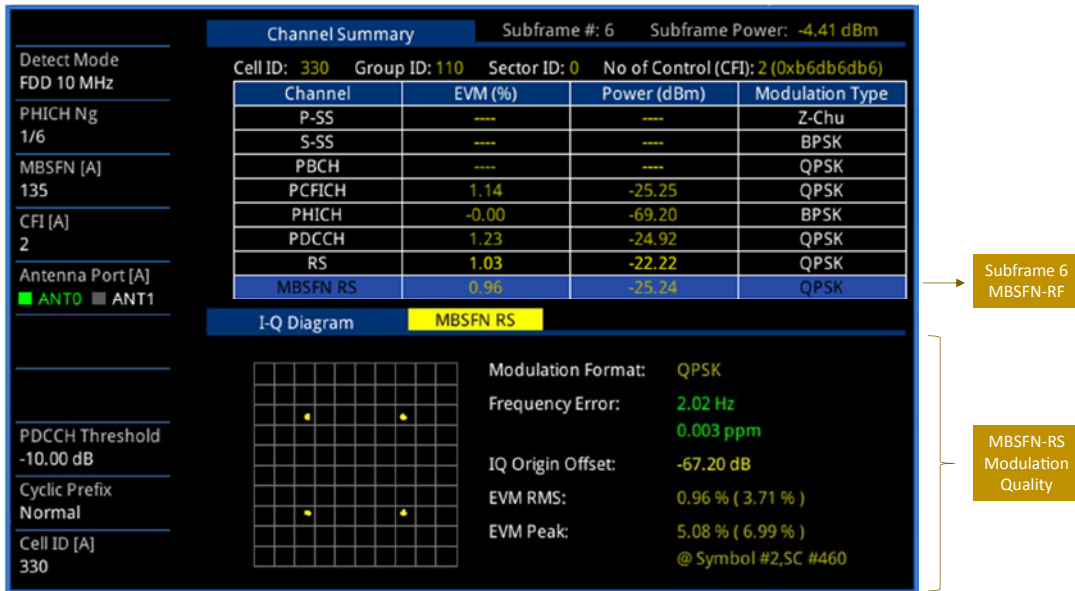 Channel Summary Subframe #: 6 Subframe Power: -4.41 dBm
Detect Mode
FDD 10 MHz
PHICH Ng
1/6
MBSFN [A]
135
CFI [A]
2
Antenna Port [A]
ANT0 ANT1
PDCCH Threshold
-10.00 dB
Cyclic Prefix
Normal
Cell ID [A]
330
Cell ID: 330 Group ID: 110 Sector ID: 0 No of Control (CFI): 2 (0xb6db6db6)
Channel EVM (%) Power (dBm) Modulation Type
P-SS ---- ---- Z-Chu
S-SS ---- ---- BPSK
PBCH ---- ---- QPSK
PCFICH 1.14 -25.25 QPSK
PHICH -0.00 -69.20 BPSK
PDCCH 1.23 -24.92 QPSK
RS 1.03 -22.22 QPSK
MBSFN RS 0.96 -25.24 QPSK
I-Q Diagram MBSFN RS
Modulation Format: QPSK
Frequency Error: 2.02 Hz
0.003 ppm
IQ Origin Offset: -67.20 dB
EVM RMS: 0.96 % ( 3.71 % )
EVM Peak: 5.08 % ( 6.99 % )
@ Symbol #2,SC #460
Subframe 6
MBSFN-RF
MBSFN-RS
Modulation
Quality